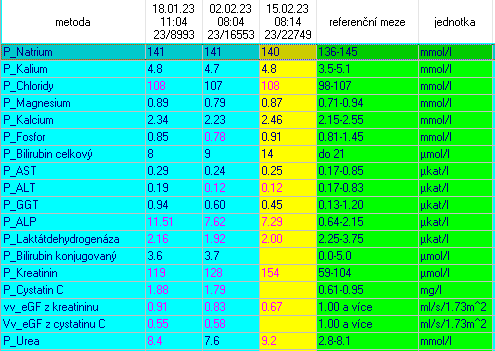 metoda 18.01.23 11:04 23/8993 02.02.23 08:04 23/16553 15.02.23 08:14 23/22749 referenční meze jednotka
P_Natrium 141 141 140 136-145 mmol/l
P_Kalium 4.8 4.7 4.8 3.5-5.1 mmol/l
P_Chloridy 108 107 108 98-107 mmol/l
P_Magnesium 0.89 0.79 0.87 0.71-0.94 mmol/l
P_Kalcium 2.34 2.23 2.46 2.15-2.55 mmol/l
P_Fosfor 0.85 0.78 0.91 0.81-1.45 mmol/l
P_Bilirubin celkový 8 9 14 do 21 µmol/l
P_AST 0.29 0.24 0.25 0.17-0.85 µkat/l
P_ALT 0.19 0.12 0.12 0.17-0.83 µkat/l
P_GGT 0.94 0.60 0.45 0.13-1.20 µkat/l
P_ALP 11.51 7.62 7.29 0.64-2.15 µkat/l
P_Laktátdehydrogenáza 2.16 1.92 2.00 2.25-3.75 µkat/l
P_Bilirubin konjugovaný 3.6 3.7 0.0-5.0 µmol/l
P_Kreatinin 119 128 154 59-104 µmol/l
P_Cystatin C 1.88 1.79 0.61-0.95 mg/l
vv_eGF z kreatininu 0.91 0.83 0.67 1.00 a více ml/s/1.73m^2
Vv_eGF z cystatinu C 0.55 0.58 1.00 a více ml/s/1.73m^2
P_Urea 8.4 7.6 9.2 2.8-8.1 mmol/l